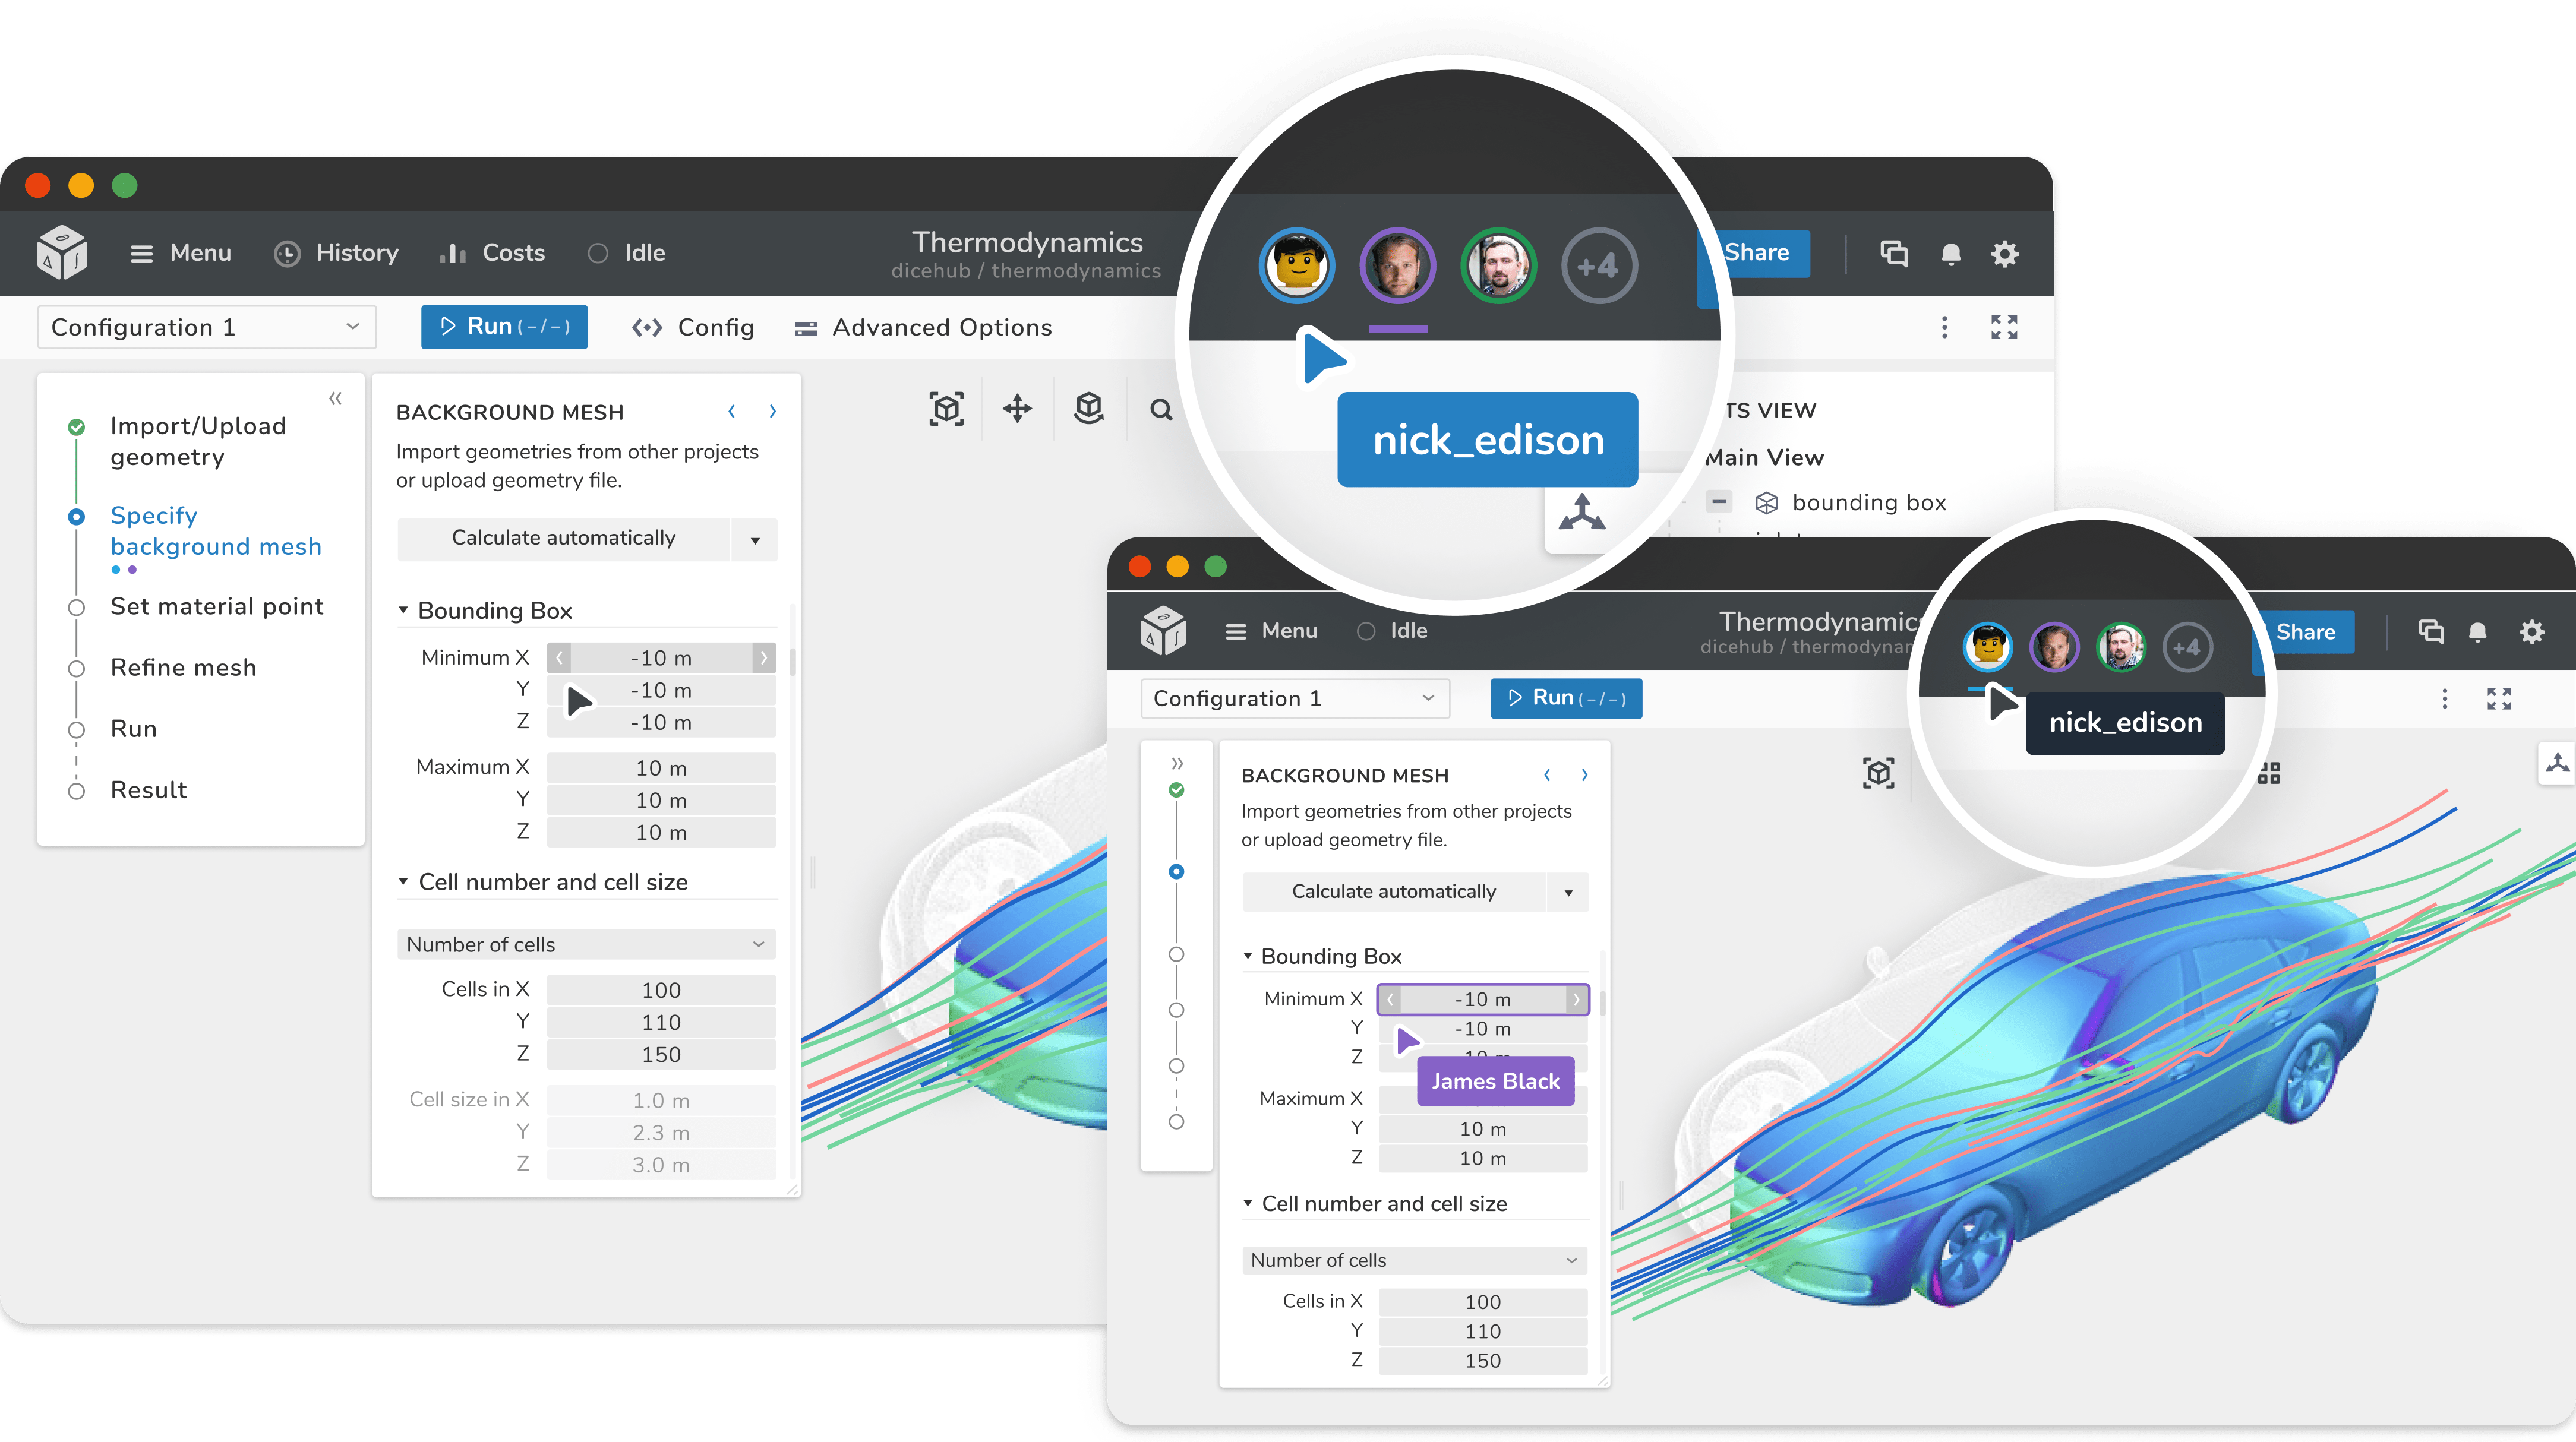 Menu
History
Costs
Idle
Thermodynamics
dicehub / thermodynamics
+4
Share
Configuration 1
Run ( – / – )
Config
Advanced Options
nick_edison
Import/Upload
geometry
Specify
background mesh
Set material point
Refine mesh
Run
Result
BACKGROUND MESH
Import geometries from other projects
or upload geometry file.
Calculate automatically
Bounding Box
Minimum X -10 m
Y -10 m
Z -10 m
Maximum X 10 m
Y 10 m
Z 10 m
Cell number and cell size
Number of cells
Cells in X 100
Y 110
Z 150
Cell size in X 1.0 m
Y 2.3 m
Z 3.0 m
VIEW
Main View
bounding box
Menu
Idle
Thermodynamics
dicehub /
+4
Share
Configuration 1
Run ( – / – )
nick_edison
BACKGROUND MESH
Import geometries from other projects
or upload geometry file.
Calculate automatically
Bounding Box
Minimum X -10 m
Y -10 m
Z
James Black
Maximum X
Y 10 m
Z 10 m
Cell number and cell size
Number of cells
Cells in X 100
Y 110
Z 150